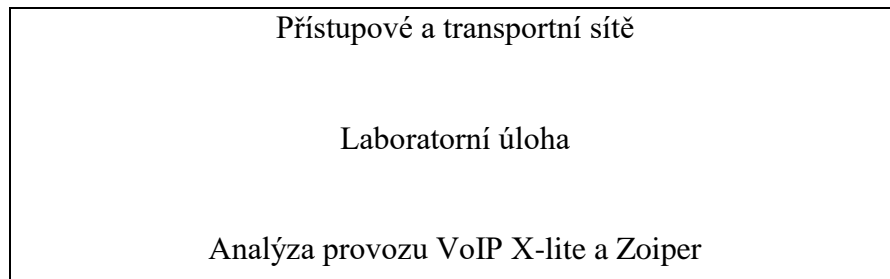 Přístupové a transportní sítě
Laboratorní úloha
Analýza provozu VoIP X-lite a Zoiper